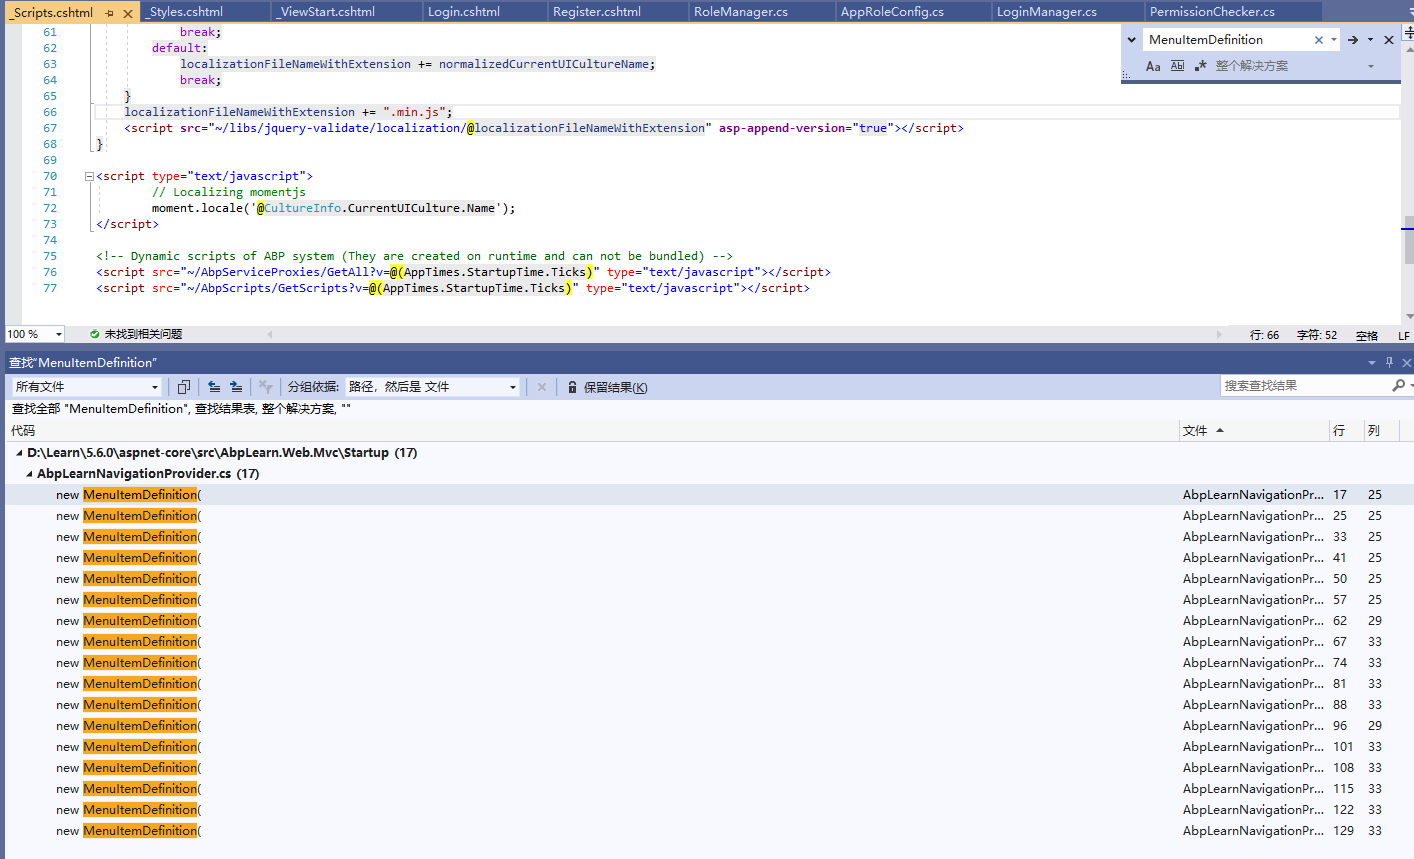 _Scripts.cshtml _Styles.cshtml _ViewStart.cshtml Login.cshtml Register.cshtml RoleManager.cs AppRoleConfig.cs LoginManager.cs PermissionChecker.cs
MenuItemDefinition
Aa Ab 整个解决方案
61 break;
62 default:
63 localizationFileNameWithExtension += normalizedCurrentUICultureName;
64 break;
65 }
66 localizationFileNameWithExtension += ".min.js";
67 <script src="~/libs/jquery-validate/localization/@localizationFileNameWithExtension" asp-append-version="true"></script>
68 }
69
70 <script type="text/javascript">
71 // Localizing momentjs
72 moment.locale('@CultureInfo.CurrentUICulture.Name');
73 </script>
74
75 <!-- Dynamic scripts of ABP system (They are created on runtime and can not be bundled) -->
76 <script src="~/AbpServiceProxies/GetAll?v=@(AppTimes.StartupTime.Ticks)" type="text/javascript"></script>
77 <script src="~/AbpScripts/GetScripts?v=@(AppTimes.StartupTime.Ticks)" type="text/javascript"></script>
100 % 未找到相关问题 行: 66 字符: 52 空格 LF
查找"MenuItemDefinition"
所有文件 分组依据: 路径，然后是 文件 保留结果(K) 搜索查找结果
查找全部 "MenuItemDefinition", 查找结果表, 整个解决方案, ""
代码 文件 行 列
D:\Learn\5.6.0\aspnet-core\src\AbpLearn.Web.Mvc\Startup (17)
AbpLearnNavigationProvider.cs (17)
new MenuItemDefinition( AbpLearnNavigationPr... 17 25
new MenuItemDefinition( AbpLearnNavigationPr... 25 25
new MenuItemDefinition( AbpLearnNavigationPr... 33 25
new MenuItemDefinition( AbpLearnNavigationPr... 41 25
new MenuItemDefinition( AbpLearnNavigationPr... 50 25
new MenuItemDefinition( AbpLearnNavigationPr... 57 25
new MenuItemDefinition( AbpLearnNavigationPr... 62 29
new MenuItemDefinition( AbpLearnNavigationPr... 67 33
new MenuItemDefinition( AbpLearnNavigationPr... 74 33
new MenuItemDefinition( AbpLearnNavigationPr... 81 33
new MenuItemDefinition( AbpLearnNavigationPr... 88 33
new MenuItemDefinition( AbpLearnNavigationPr... 96 29
new MenuItemDefinition( AbpLearnNavigationPr... 101 33
new MenuItemDefinition( AbpLearnNavigationPr... 108 33
new MenuItemDefinition( AbpLearnNavigationPr... 115 33
new MenuItemDefinition( AbpLearnNavigationPr... 122 33
new MenuItemDefinition( AbpLearnNavigationPr... 129 33